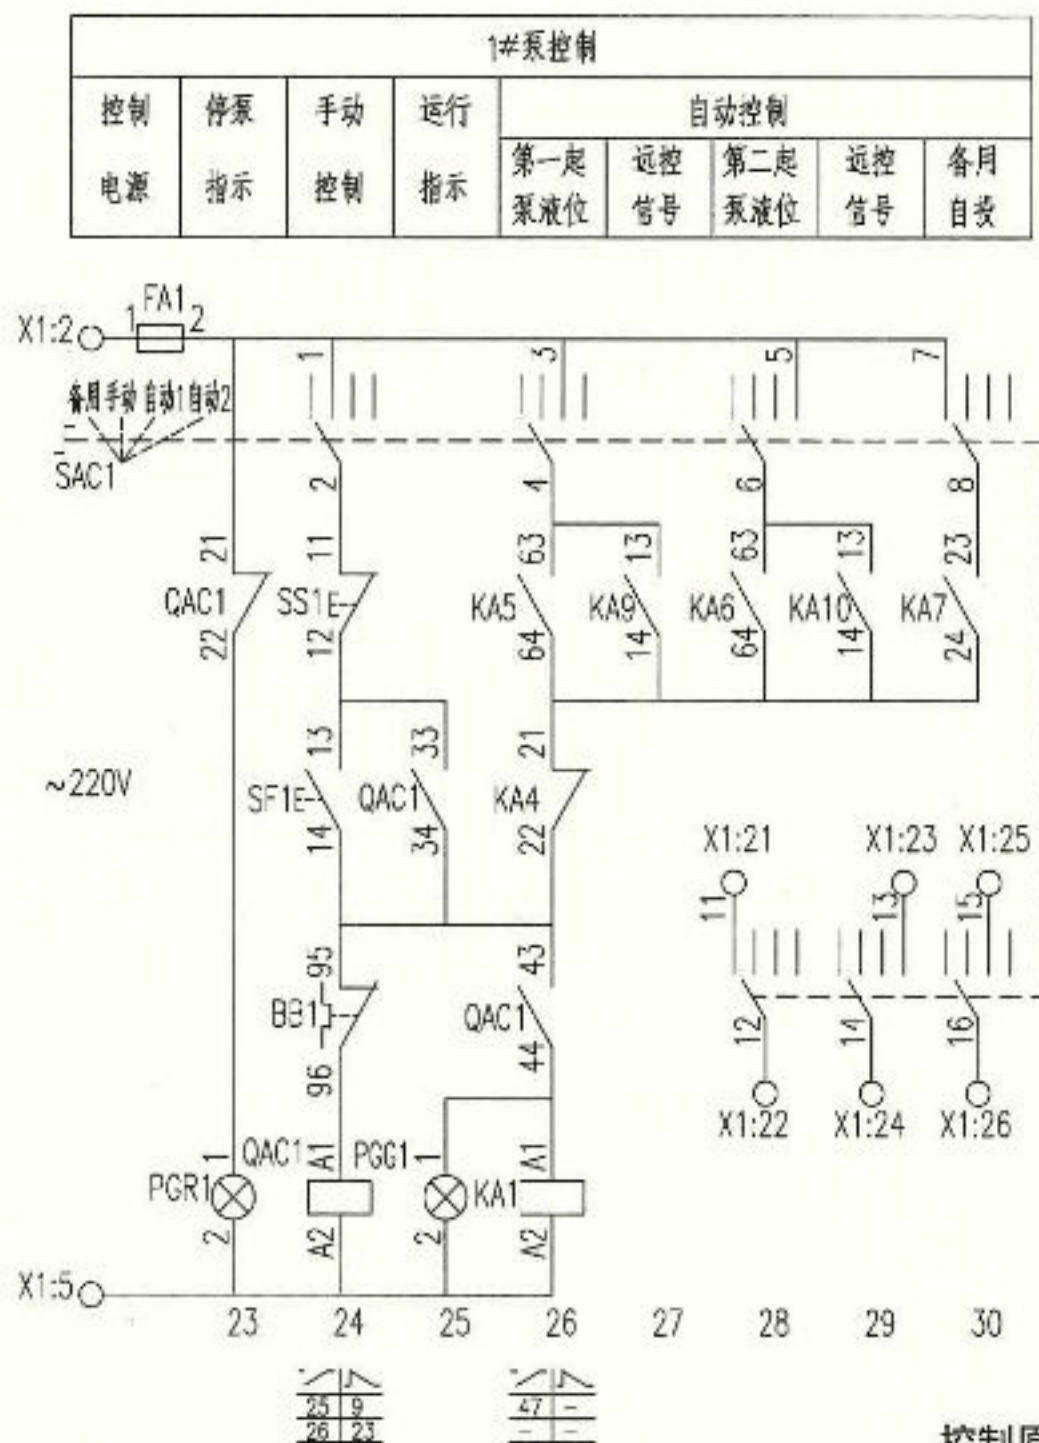 1#泵控制
控制 停泵 手动 运行 自动控制
电源 指示 控制 指示
第一起 远控 第二起 远控 备用
泵液位 信号 泵液位 信号 自投
FA1
X1:2 1 2
1 3 5 7
备用 手动 自动1 自动2
SAC1
2 4 6 8
21 11 63 13 63 13 23
QAC1 SS1E KA5 KA9 KA6 KA10 KA7
22 12 64 14 64 14 24
13 33 21
~220V SF1E QAC1 KA4
14 34 22
X1:21 X1:23 X1:25
11 13 15
95 43
BB1 QAC1
96 44
12 14 16
X1:22 X1:24 X1:26
1 QAC1 A1 PGG1 1 A1
PGR1 KA1
2 A2 2 A2
X1:5
23 24 25 26 27 28 29 30
25 9 47 -
26 23 - -